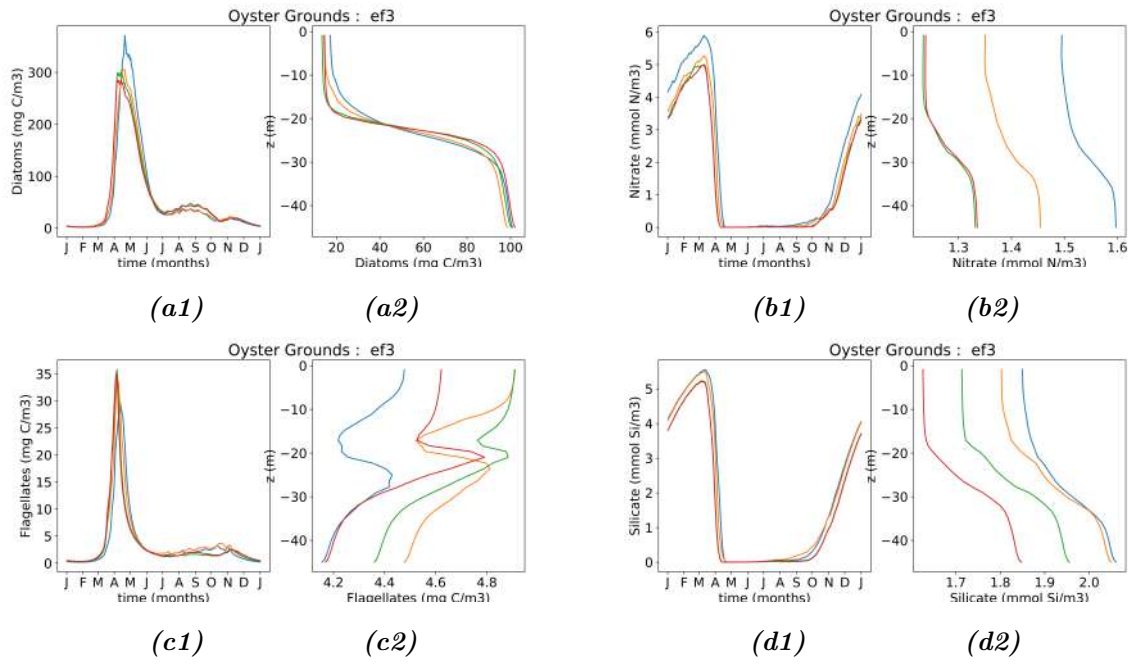 Oyster Grounds : ef3
Diatoms (mg C/m3)
300
200
100
0
J F M A M J J A S O N D J
time (months)
z (m)
0
−10
−20
−30
−40
20 40 60 80 100
Diatoms (mg C/m3)
(a1) (a2)
Oyster Grounds : ef3
Nitrate (mmol N/m3)
6
5
4
3
2
1
0
J F M A M J J A S O N D J
time (months)
z (m)
0
−10
−20
−30
−40
1.3 1.4 1.5 1.6
Nitrate (mmol N/m3)
(b1) (b2)
Oyster Grounds : ef3
Flagellates (mg C/m3)
35
30
25
20
15
10
5
0
J F M A M J J A S O N D J
time (months)
z (m)
0
−10
−20
−30
−40
4.2 4.4 4.6 4.8
Flagellates (mg C/m3)
(c1) (c2)
Oyster Grounds : ef3
Silicate (mmol Si/m3)
5
4
3
2
1
0
J F M A M J J A S O N D J
time (months)
z (m)
0
−10
−20
−30
−40
1.7 1.8 1.9 2.0
Silicate (mmol Si/m3)
(d1) (d2)